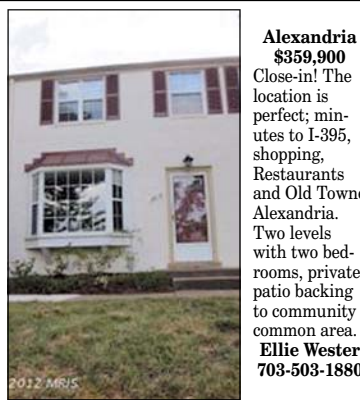 Alexandria
$359,900
Close-in! The
location is
perfect; min-
utes to I-395,
shopping,
Restaurants
and Old Towne
Alexandria.
Two levels
with two bed-
rooms, private
patio backing
to community
common area.
Ellie Wester
703-503-1880
2012 MRIS